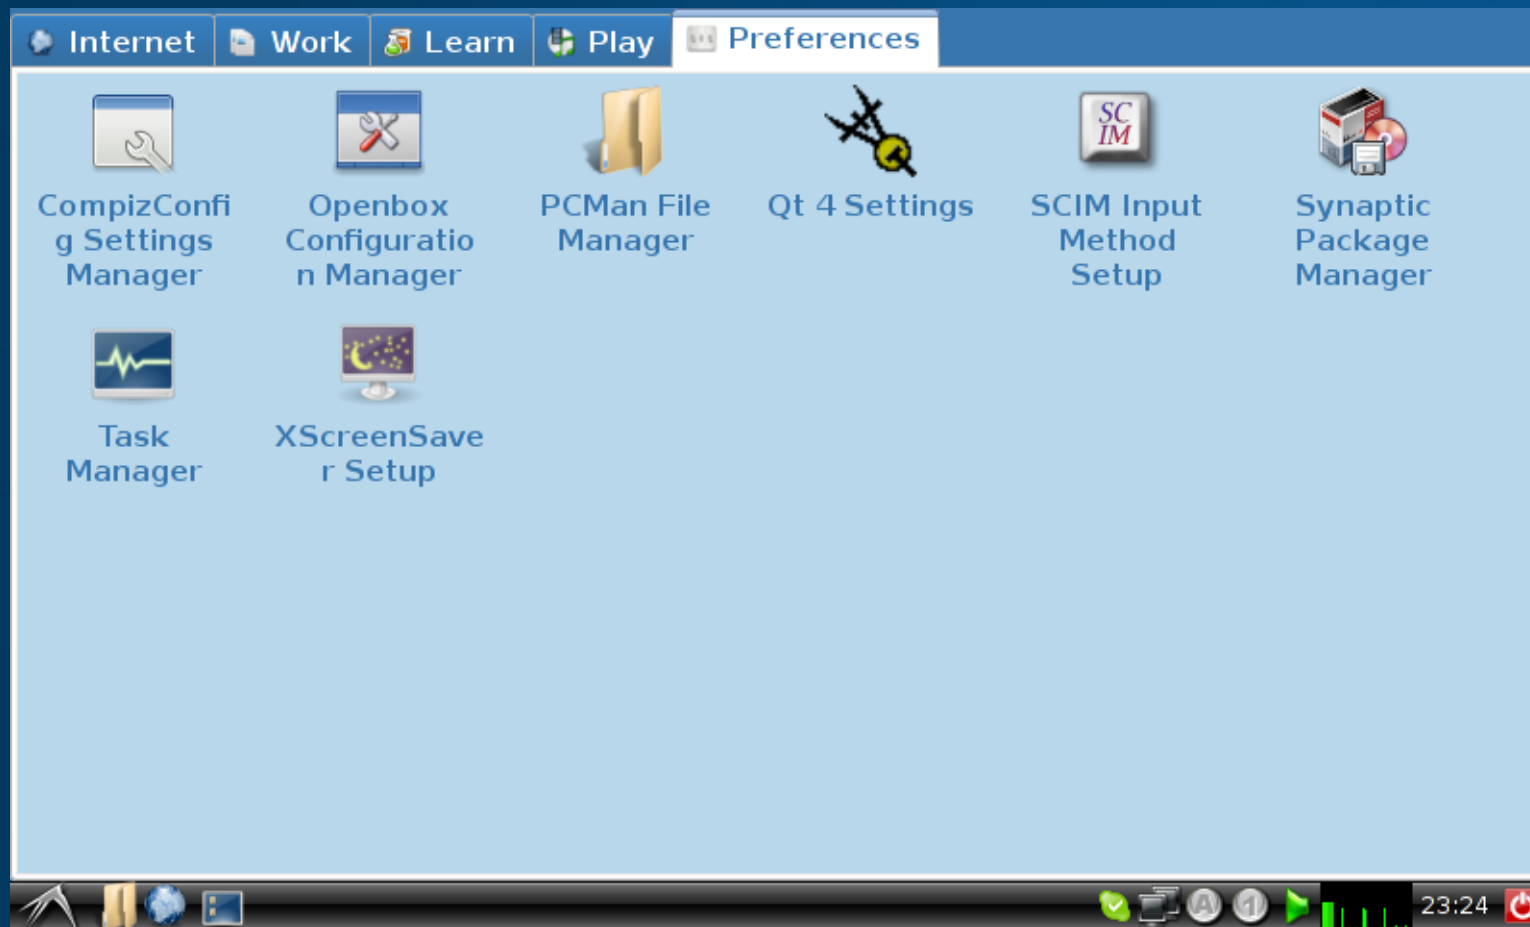 Internet Work Learn Play Preferences
SC
IM
CompizConfi
g Settings
Manager
Openbox
Configuratio
n Manager
PCMan File
Manager
Qt 4 Settings
SCIM Input
Method
Setup
Synaptic
Package
Manager
Task
Manager
XScreenSave
r Setup
A 1 23:24